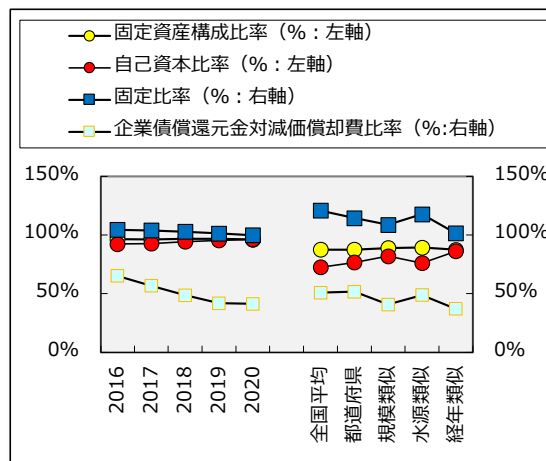 固定資産構成比率（%：左軸）
自己資本比率（%：左軸）
固定比率（%：右軸）
企業債償還元金対減価償却費比率（%:右軸）
150% 150%
100% 100%
50% 50%
0% 0%
2016 2017 2018 2019 2020 全国平均 都道府県 規模類似 水源類似 経年類似